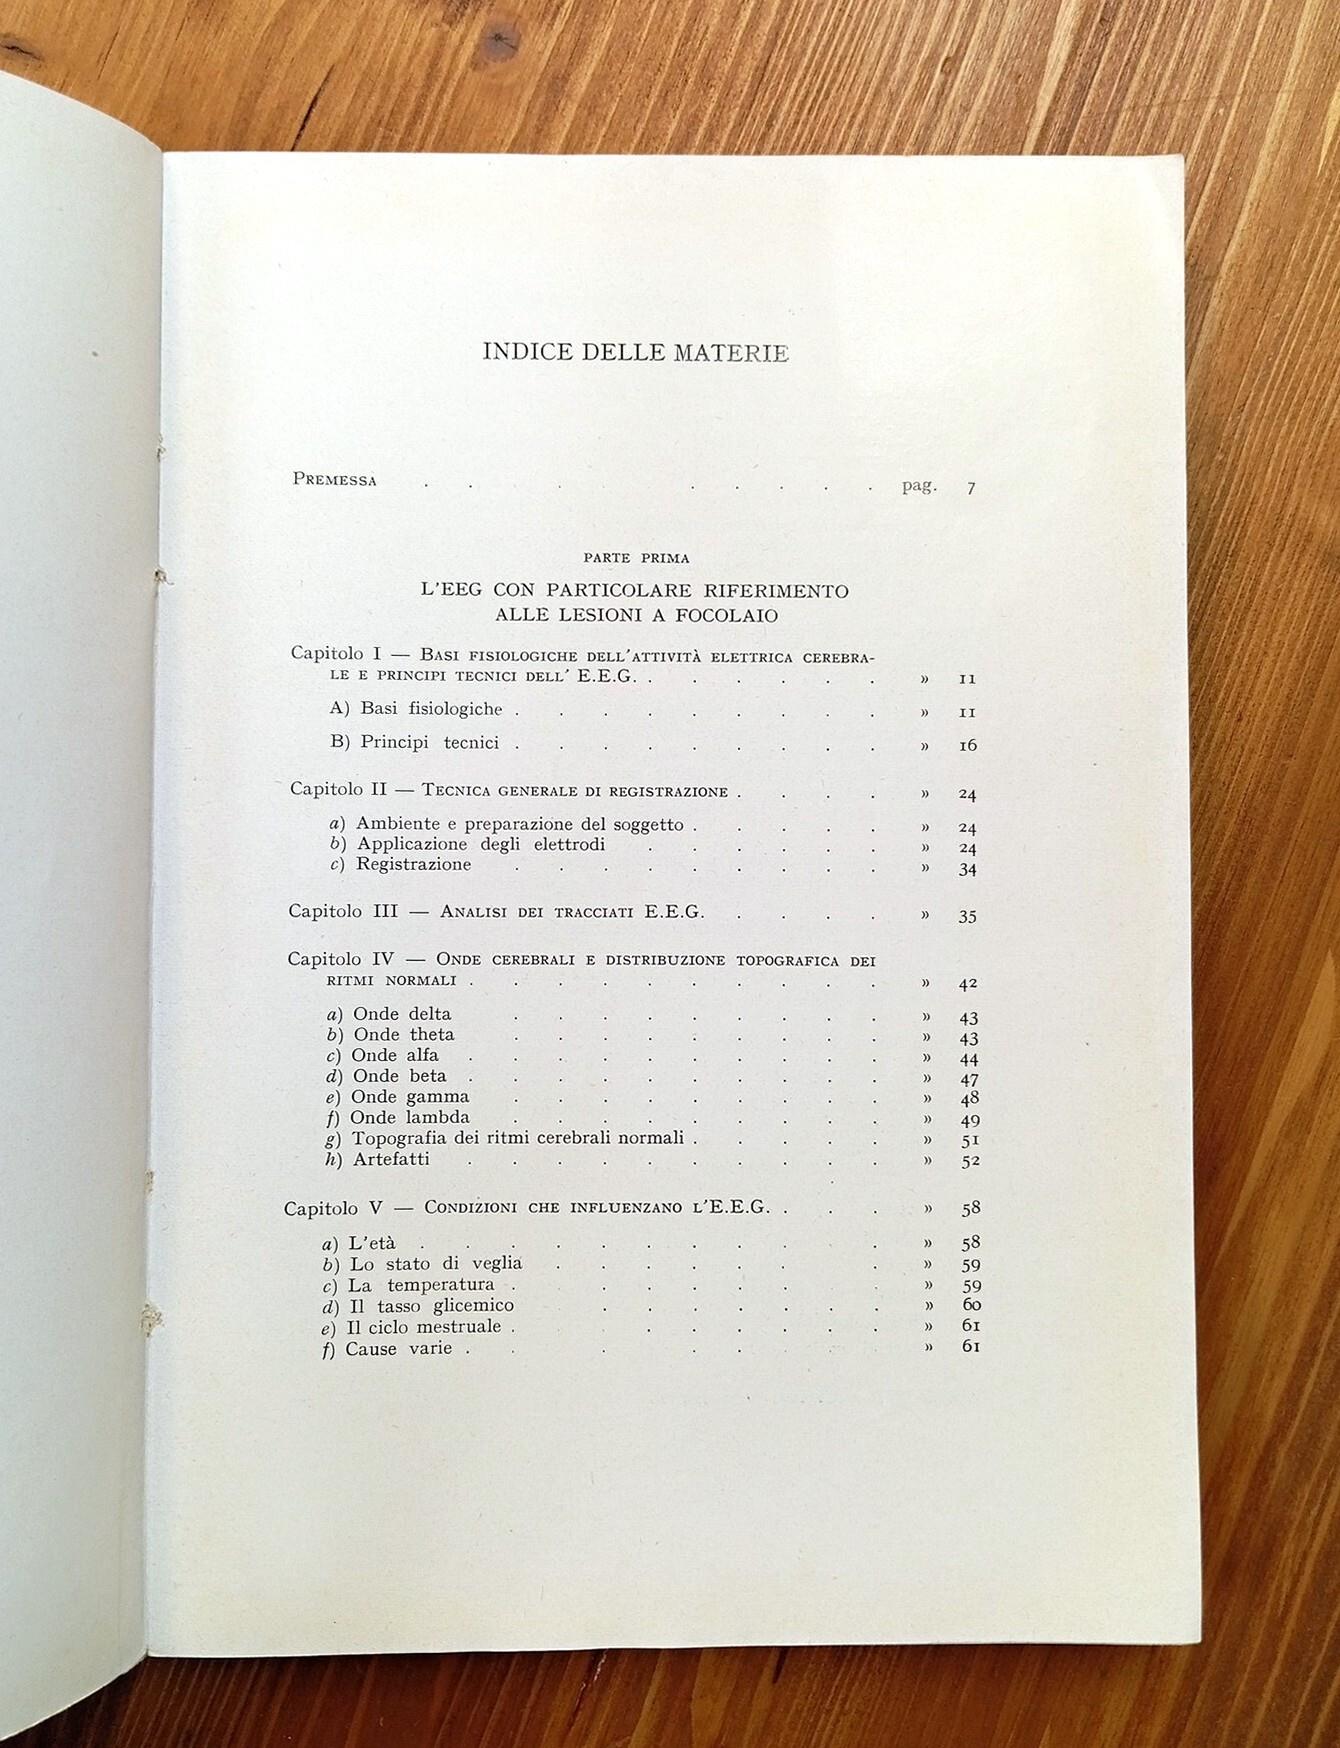 INDICE DELLE MATERIE
PREMESSA . . . . . . . . pag. 7
PARTE PRIMA
L'EEG CON PARTICOLARE RIFERIMENTO
ALLE LESIONI A FOCOLAIO
Capitolo I — BASI FISIOLOGICHE DELL'ATTIVITÀ ELETTRICA CEREBRA-
LE E PRINCIPI TECNICI DELL' E.E.G. . . . . . . » 11
A) Basi fisiologiche . . . . . . . . . » 11
B) Principi tecnici . . . . . . . . . » 16
Capitolo II — TECNICA GENERALE DI REGISTRAZIONE . . . . » 24
a) Ambiente e preparazione del soggetto . . . . . » 24
b) Applicazione degli elettrodi . . . . . . » 24
c) Registrazione . . . . . . . . . » 34
Capitolo III — ANALISI DEI TRACCIATI E.E.G. . . . . » 35
Capitolo IV — ONDE CEREBRALI E DISTRIBUZIONE TOPOGRAFICA DEI
RITMI NORMALI . . . . . . . . . . » 42
a) Onde delta . . . . . . . . . » 43
b) Onde theta . . . . . . . . . » 43
c) Onde alfa . . . . . . . . . . » 44
d) Onde beta . . . . . . . . . . » 47
e) Onde gamma . . . . . . . . . » 48
f) Onde lambda . . . . . . . . . » 49
g) Topografia dei ritmi cerebrali normali . . . . . » 51
h) Artefatti . . . . . . . . . . » 52
Capitolo V — CONDIZIONI CHE INFLUENZANO L'E.E.G. . . . » 58
a) L'età . . . . . . . . . . » 58
b) Lo stato di veglia . . . . . . . » 59
c) La temperatura . . . . . . . . » 59
d) Il tasso glicemico . . . . . . . » 60
e) Il ciclo mestruale . . . . . . . » 61
f) Cause varie . . . . . . . » 61